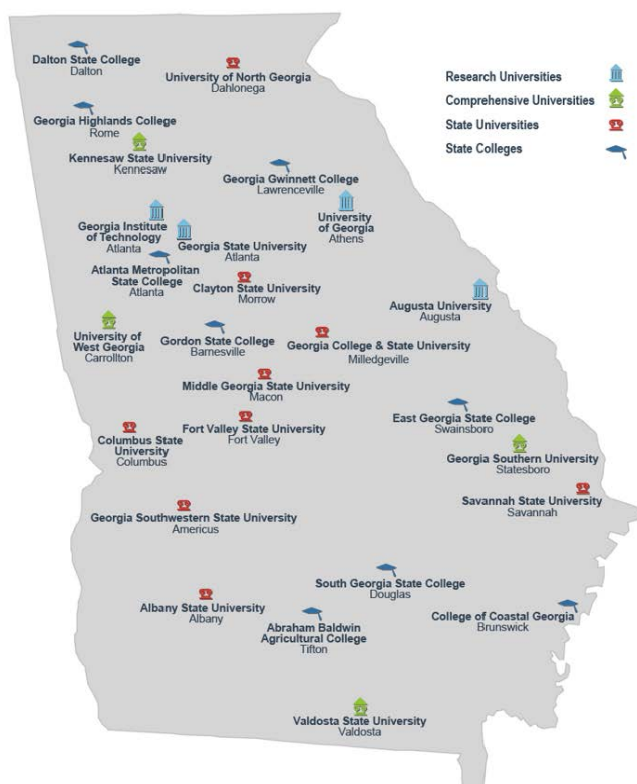 Dalton State College
Dalton
University of North Georgia
Dahlonega
Research Universities
Comprehensive Universities
State Universities
State Colleges
Georgia Highlands College
Rome
Kennesaw State University
Kennesaw
Georgia Gwinnett College
Lawrenceville
University
of Georgia
Athens
Georgia Institute
of Technology
Atlanta
Georgia State University
Atlanta
Atlanta Metropolitan
State College
Atlanta
Clayton State University
Morrow
Augusta University
Augusta
University of
West Georgia
Carrollton
Gordon State College
Barnesville
Georgia College & State University
Milledgeville
Middle Georgia State University
Macon
East Georgia State College
Swainsboro
Fort Valley State University
Fort Valley
Columbus State
University
Columbus
Georgia Southern University
Statesboro
Savannah State University
Savannah
Georgia Southwestern State University
Americus
South Georgia State College
Douglas
Albany State University
Albany
Abraham Baldwin
Agricultural College
Tifton
College of Coastal Georgia
Brunswick
Valdosta State University
Valdosta